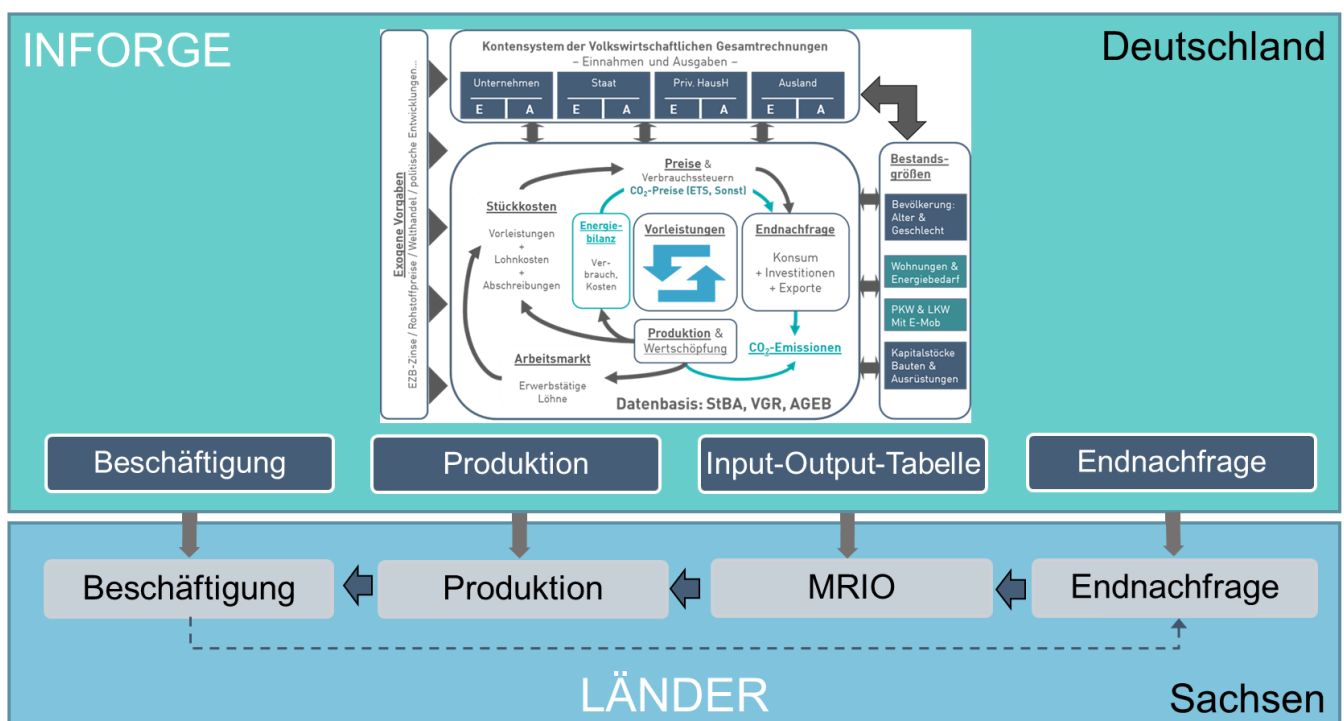 INFORGE
Deutschland
Exogene Vorgaben
EZB-Zinse / Rohstoffpreise / Welthandel / politische Entwicklungen...
Kontensystem der Volkswirtschaftlichen Gesamtrechnungen
– Einnahmen und Ausgaben –
Unternehmen
E A
Staat
E A
Priv. HausH
E A
Ausland
E A
Preise &
Verbrauchssteuern
CO₂-Preise (ETS, Sonst)
Stückkosten
Vorleistungen
+
Lohnkosten
+
Abschreibungen
Energie-
bilanz
Ver-
brauch,
Kosten
Vorleistungen
Endnachfrage
Konsum
+ Investitionen
+ Exporte
Produktion &
Wertschöpfung
CO₂-Emissionen
Arbeitsmarkt
Erwerbstätige
Löhne
Datenbasis: StBA, VGR, AGEB
Bestands-
größen
Bevölkerung:
Alter &
Geschlecht
Wohnungen &
Energiebedarf
PKW & LKW
Mit E-Mob
Kapitalstöcke
Bauten &
Ausrüstungen
Beschäftigung
Produktion
Input-Output-Tabelle
Endnachfrage
Beschäftigung
Produktion
MRIO
Endnachfrage
LÄNDER
Sachsen